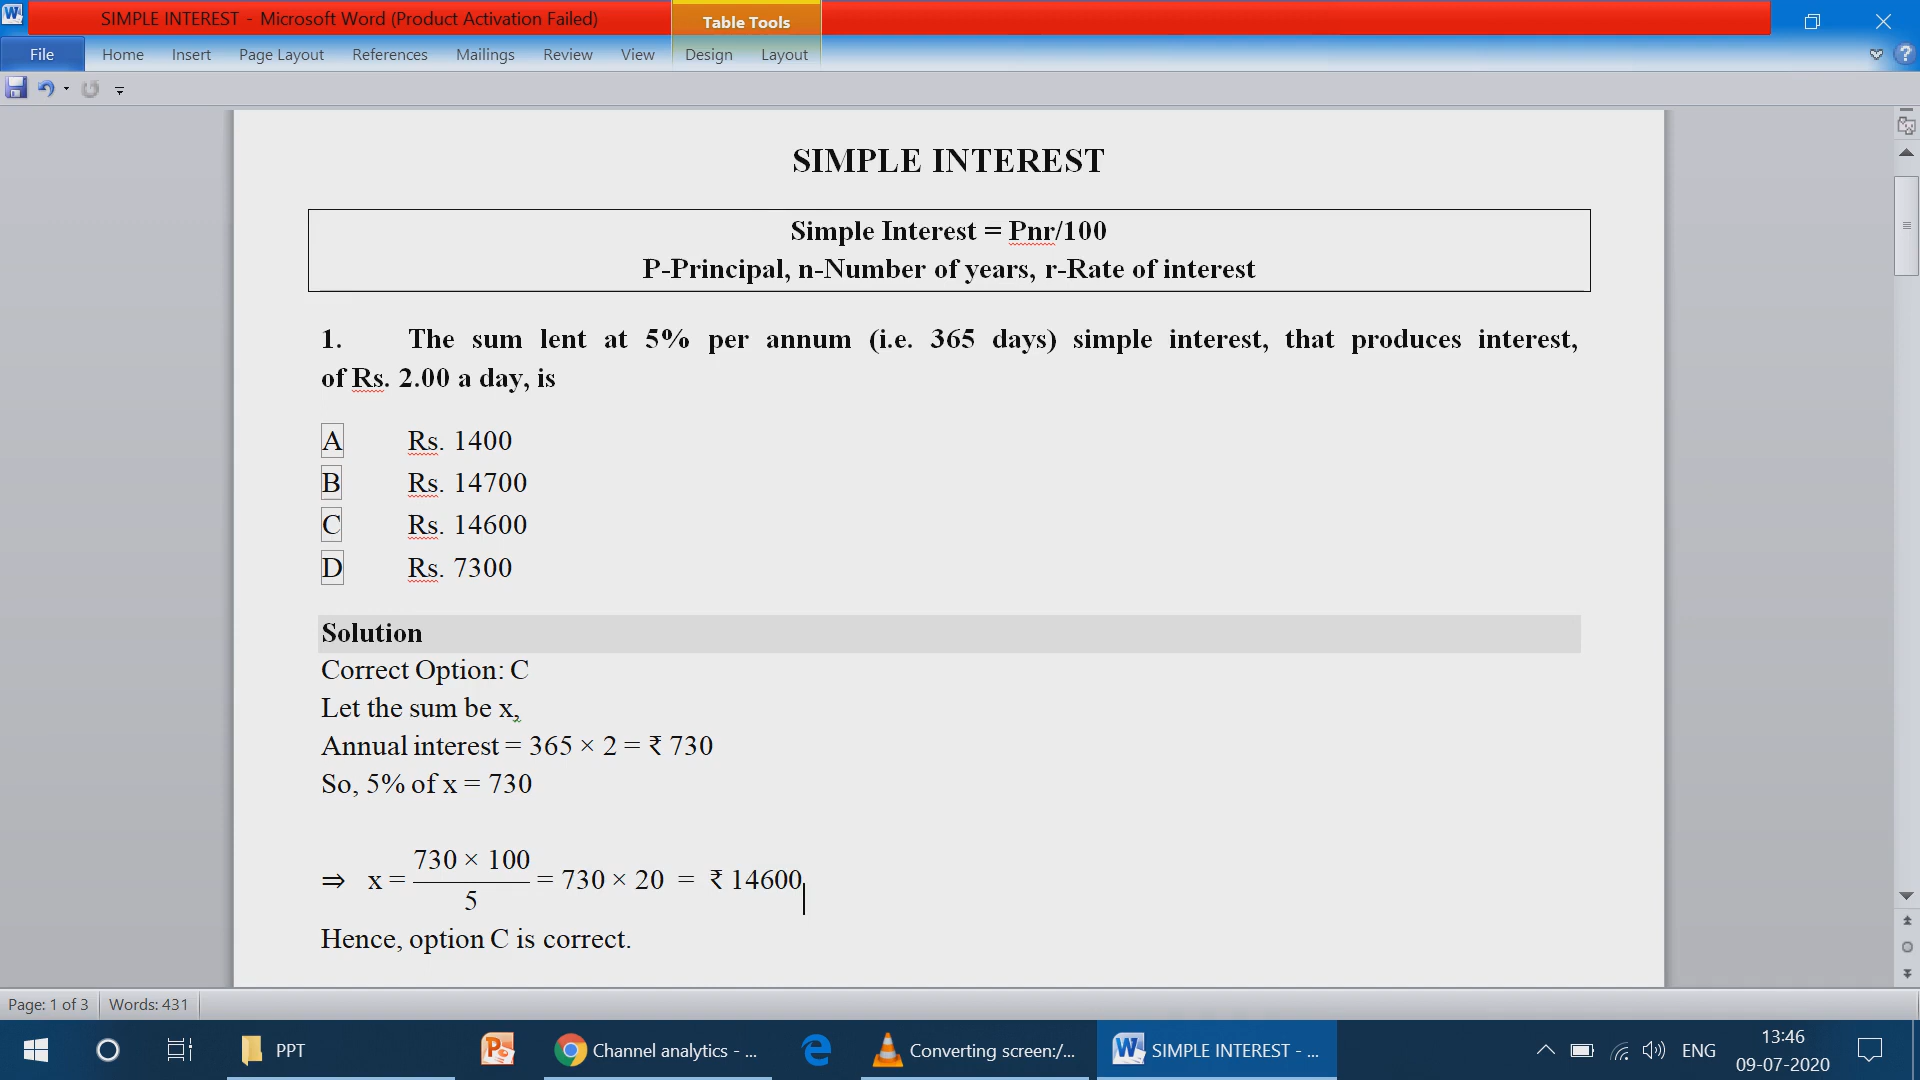 SIMPLE INTEREST - Microsoft Word (Product Activation Failed)
Table Tools
File Home Insert Page Layout References Mailings Review View Design Layout
SIMPLE INTEREST
Simple Interest = Pnr/100
P-Principal, n-Number of years, r-Rate of interest
1. The sum lent at 5% per annum (i.e. 365 days) simple interest, that produces interest,
of Rs. 2.00 a day, is
A Rs. 1400
B Rs. 14700
C Rs. 14600
D Rs. 7300
Solution
Correct Option: C
Let the sum be x,
Annual interest = 365 × 2 = ₹ 730
So, 5% of x = 730
⇒ x = 730 × 100 / 5 = 730 × 20 = ₹ 14600
Hence, option C is correct.
Page: 1 of 3 Words: 431
PPT Channel analytics - ... Converting screen:/... SIMPLE INTEREST - ... ENG 13:46
09-07-2020